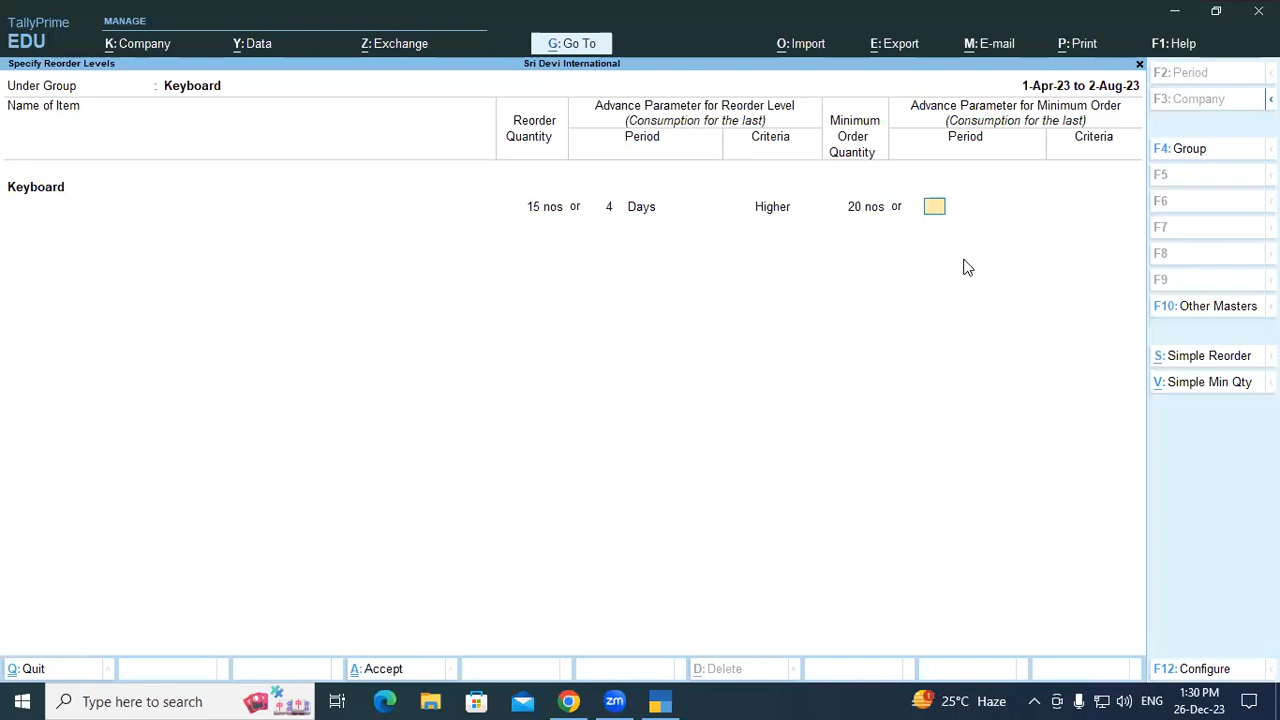 TallyPrime
EDU
MANAGE
K: Company
Y: Data
Z: Exchange
G: Go To
O: Import
E: Export
M: E-mail
P: Print
F1: Help
Specify Reorder Levels
Sri Devi International
Under Group : Keyboard
1-Apr-23 to 2-Aug-23
Name of Item
Reorder
Quantity
Advance Parameter for Reorder Level
(Consumption for the last)
Period
Criteria
Minimum
Order
Quantity
Advance Parameter for Minimum Order
(Consumption for the last)
Period
Criteria
Keyboard
15 nos or 4 Days Higher 20 nos or
F2: Period
F3: Company
F4: Group
F5
F6
F7
F8
F9
F10: Other Masters
S: Simple Reorder
V: Simple Min Qty
F12: Configure
Q: Quit
A: Accept
D: Delete
Type here to search
zm
25°C Haze
ENG
1:30 PM
26-Dec-23